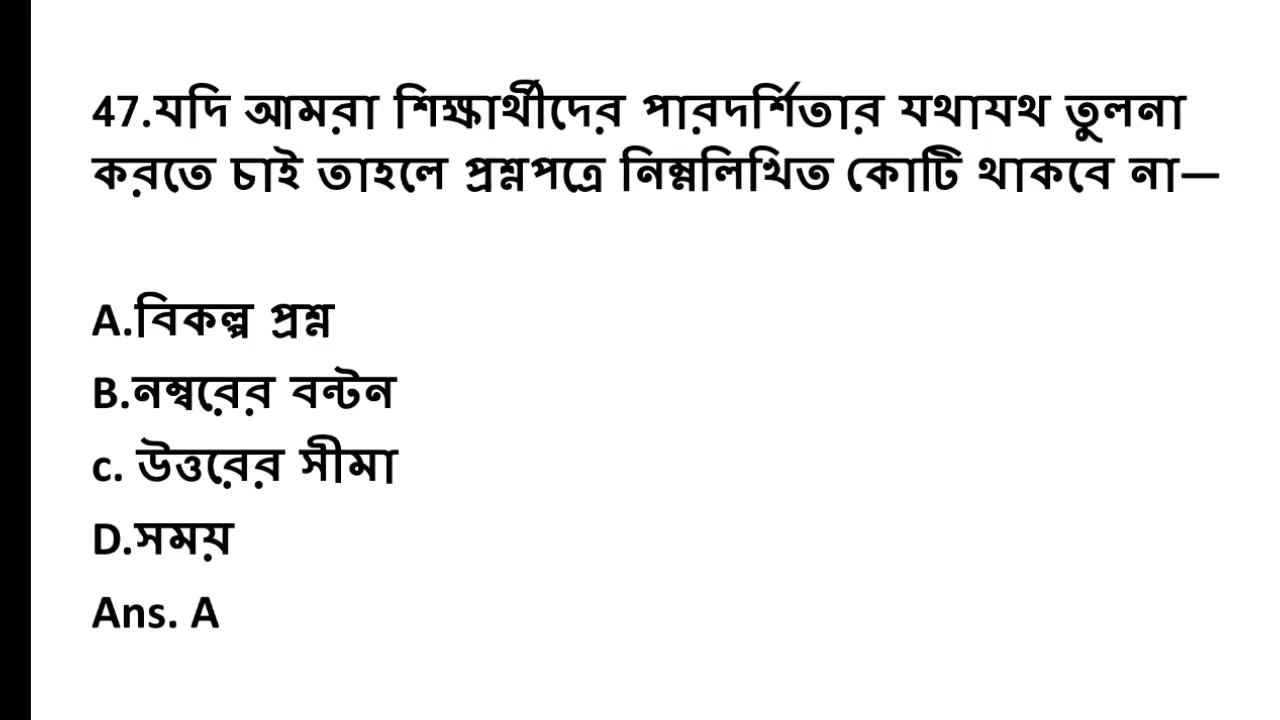 47.যদি আমরা শিক্ষার্থীদের পারদর্শিতার যথাযথ তুলনা
করতে চাই তাহলে প্রশ্নপত্রে নিম্নলিখিত কোটি থাকবে না—
A.বিকল্প প্রশ্ন
B.নম্বরের বন্টন
c. উত্তরের সীমা
D.সময়
Ans. A